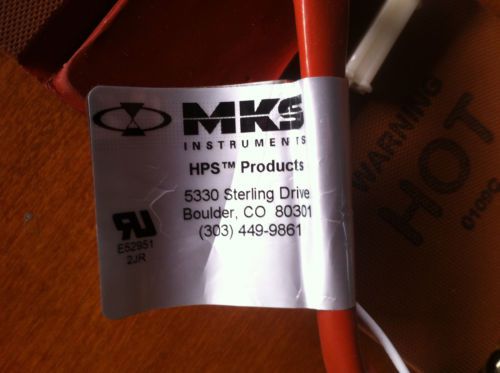 MKS
INSTRUMENTS
HPS™ Products
5330 Sterling Drive
Boulder, CO 80301
(303) 449-9861
E52951
2JR
WARNING
HOT